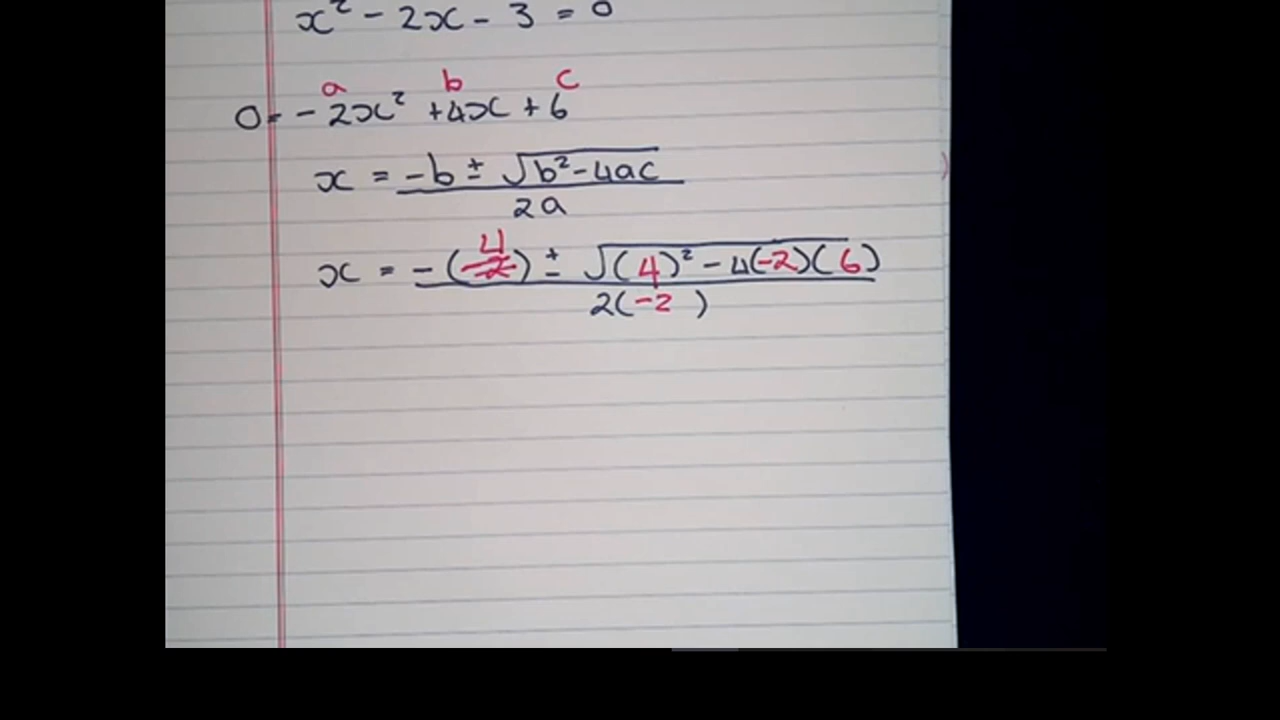 x² - 2x - 3 = 0
a b c
0 = -2x² + 4x + 6
x = -b ± √b² - 4ac
2a
4
x = -(-2) ± √(4)² - 4(-2)(6)
2(-2)